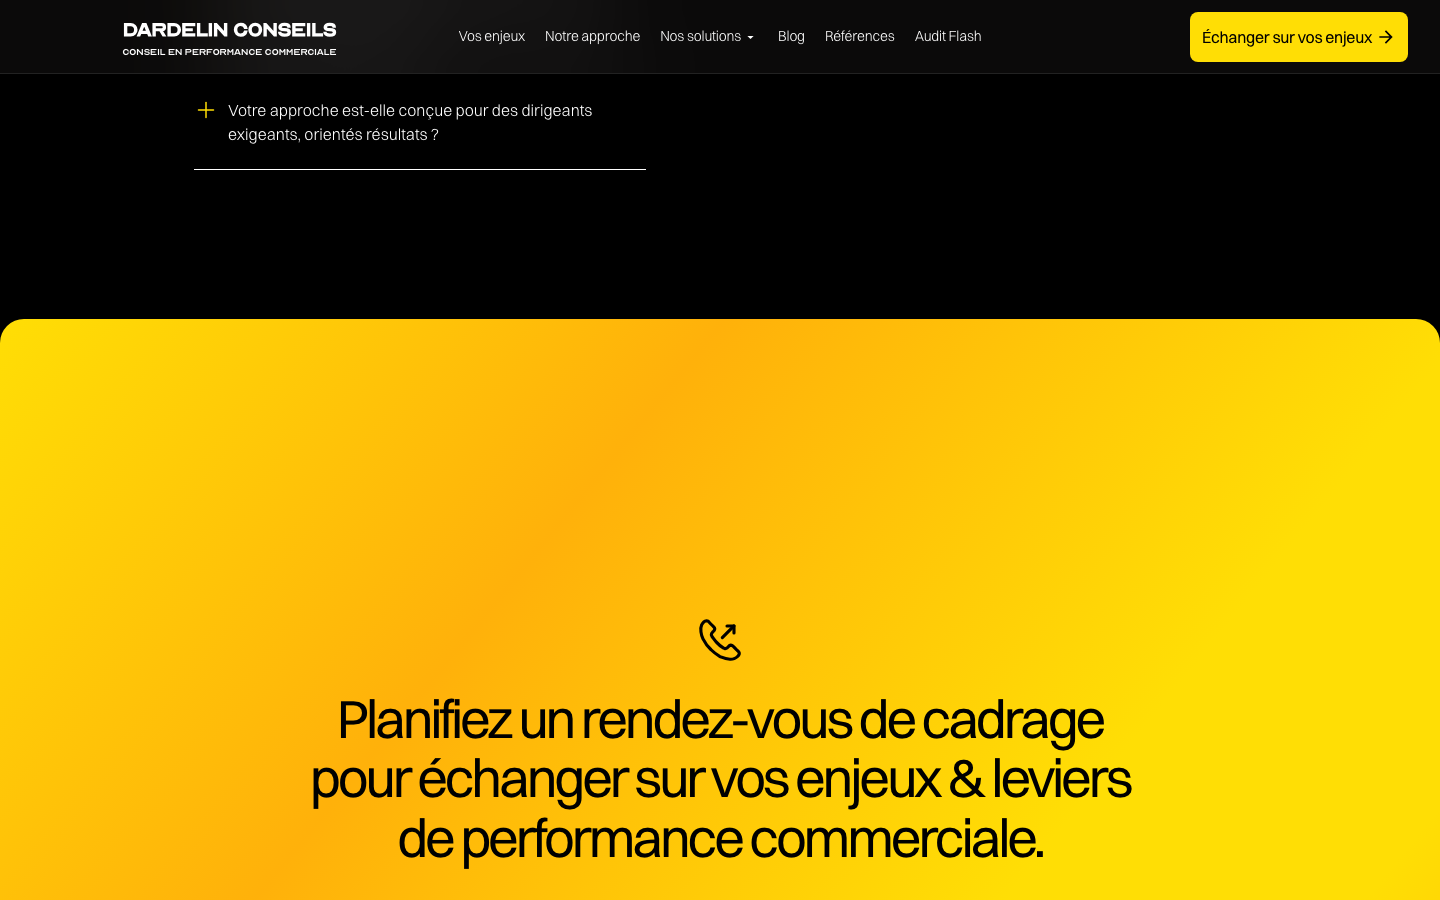 DARDELIN CONSEILS
CONSEIL EN PERFORMANCE COMMERCIALE
Vos enjeux
Notre approche
Nos solutions
Blog
Références
Audit Flash
Échanger sur vos enjeux
Votre approche est-elle conçue pour des dirigeants
exigeants, orientés résultats ?
Planifiez un rendez-vous de cadrage
pour échanger sur vos enjeux & leviers
de performance commerciale.